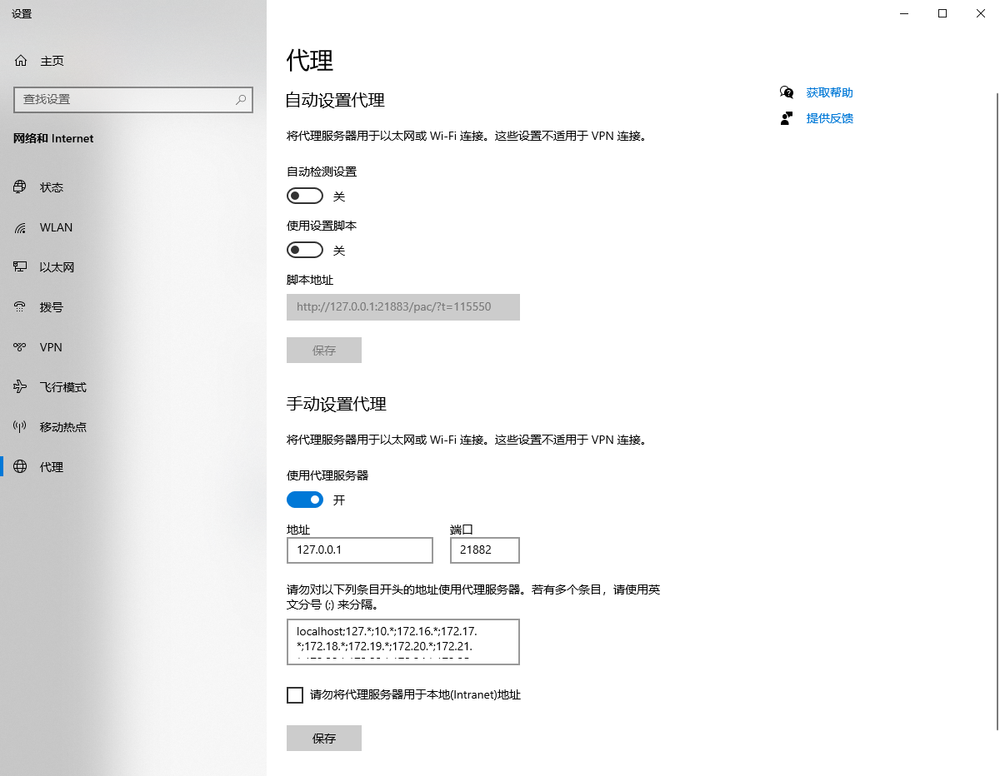 设置
主页
查找设置
网络和 Internet
状态
WLAN
以太网
拨号
VPN
飞行模式
移动热点
代理
代理
自动设置代理
将代理服务器用于以太网或 Wi-Fi 连接。这些设置不适用于 VPN 连接。
自动检测设置
关
使用设置脚本
关
脚本地址
http://127.0.0.1:21883/pac/?t=115550
保存
手动设置代理
将代理服务器用于以太网或 Wi-Fi 连接。这些设置不适用于 VPN 连接。
使用代理服务器
开
地址 端口
127.0.0.1 21882
请勿对以下列条目开头的地址使用代理服务器。若有多个条目，请使用英
文分号 (;) 来分隔。
localhost;127.*;10.*;172.16.*;172.17.
*;172.18.*;172.19.*;172.20.*;172.21.
请勿将代理服务器用于本地(Intranet)地址
保存
获取帮助
提供反馈